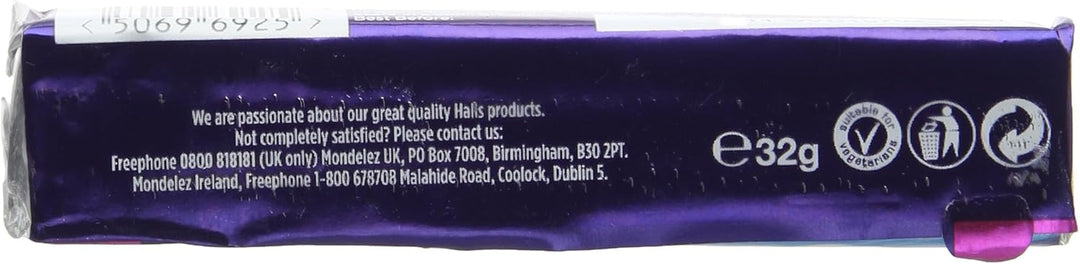 <5069 6925>
Best Before:
We are passionate about our great quality Halls products.
Not completely satisfied? Please contact us:
Freephone 0800 818181 (UK only) Mondelez UK, PO Box 7008, Birmingham, B30 2PT.
Mondelez Ireland, Freephone 1-800 678708 Malahide Road, Coolock, Dublin 5.
℮32g
Suitable for
V
vegetarians